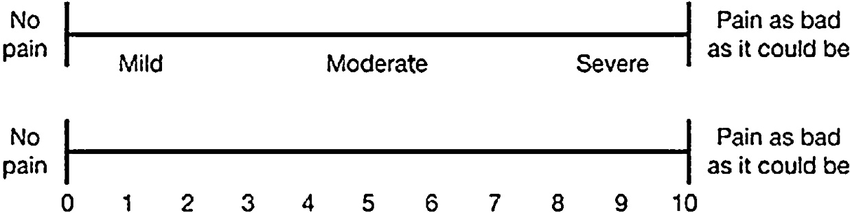 No pain
Pain as bad as it could be
Mild Moderate Severe
No pain
Pain as bad as it could be
0 1 2 3 4 5 6 7 8 9 10